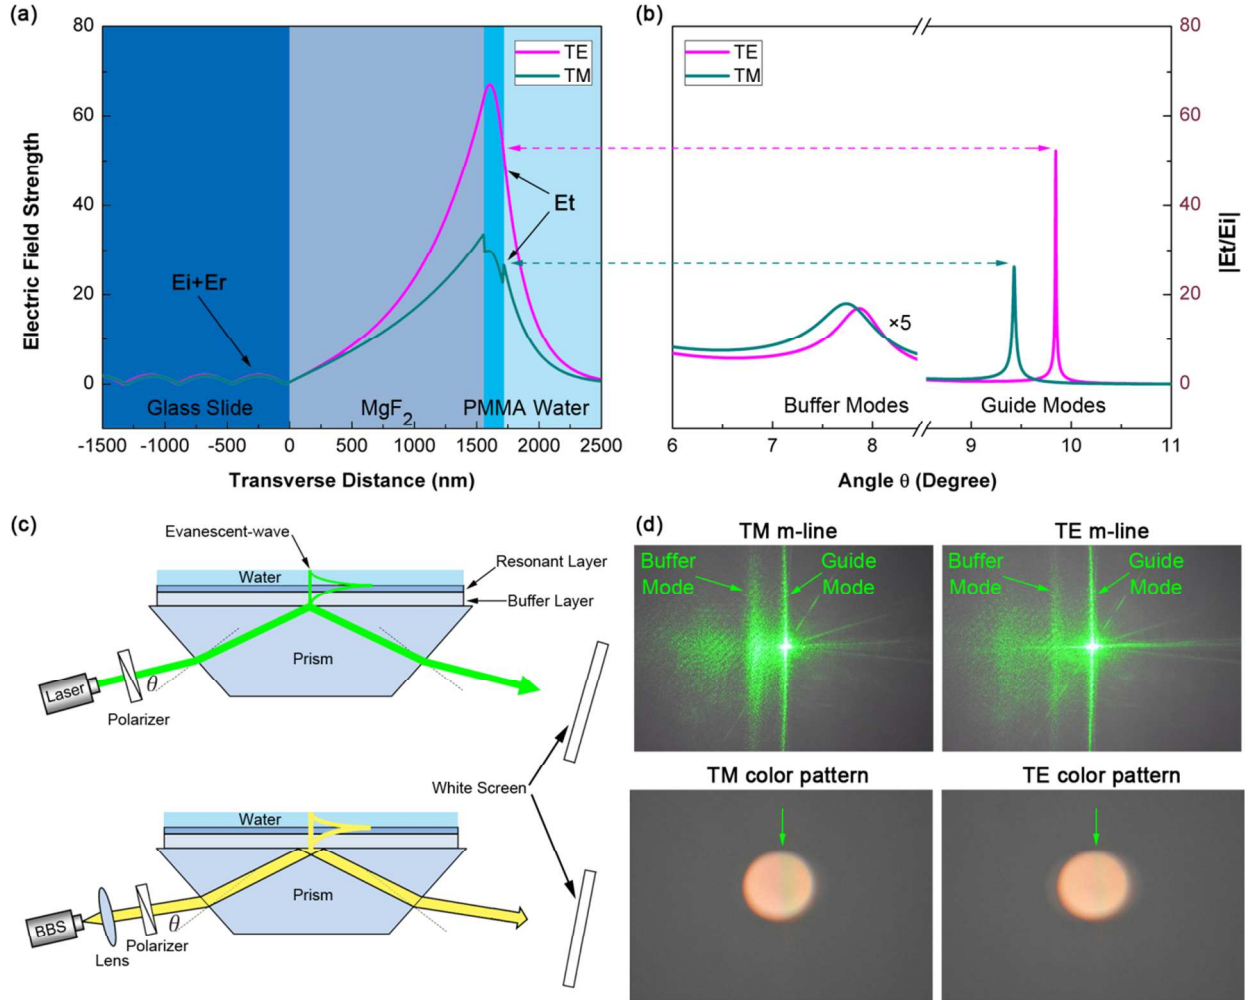 (a)
80
60
40
20
0
Electric Field Strength
TE
TM
Ei+Er
Et
Glass Slide
MgF2
PMMA Water
-1500 -1000 -500 0 500 1000 1500 2000 2500
Transverse Distance (nm)
(b)
TE
TM
80
60
40
20
0
|Et/Ei|
×5
Buffer Modes
Guide Modes
6 7 8 9 10 11
Angle θ (Degree)
(c)
Evanescent-wave
Resonant Layer
Water
Buffer Layer
Prism
Laser
θ
Polarizer
White Screen
Water
Prism
BBS
θ
Polarizer
Lens
(d)
TM m-line
Buffer
Mode
Guide
Mode
TE m-line
Buffer
Mode
Guide
Mode
TM color pattern
TE color pattern